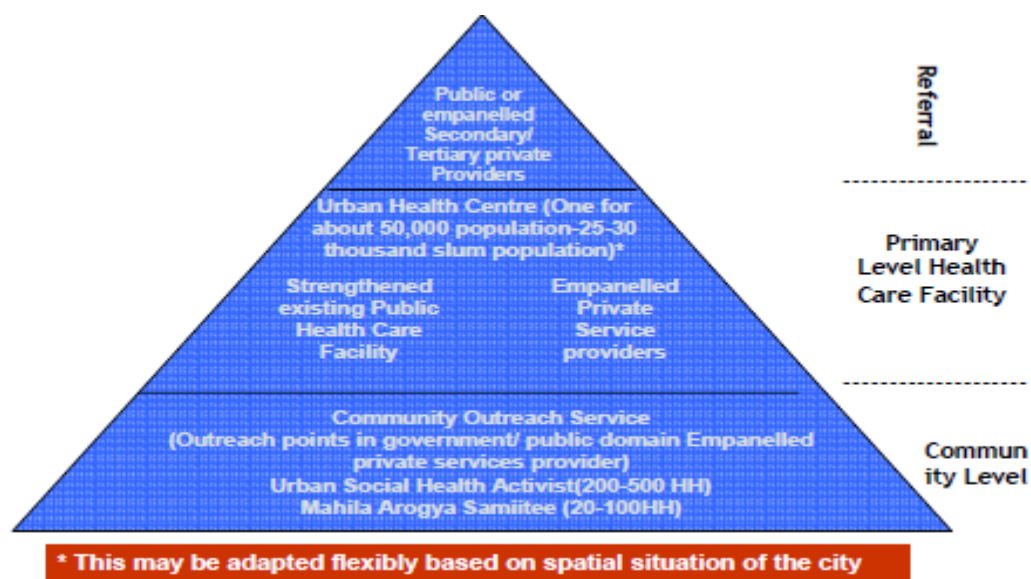 Public or
empanelled
Secondary/
Tertiary private
Providers
Referral
Urban Health Centre (One for
about 50,000 population-25-30
thousand slum population)*
Strengthened
existing Public
Health Care
Facility
Empanelled
Private
Service
providers
Primary
Level Health
Care Facility
Community Outreach Service
(Outreach points in government/ public domain Empanelled
private services provider)
Urban Social Health Activist(200-500 HH)
Mahila Arogya Samiitee (20-100HH)
Commun
ity Level
* This may be adapted flexibly based on spatial situation of the city